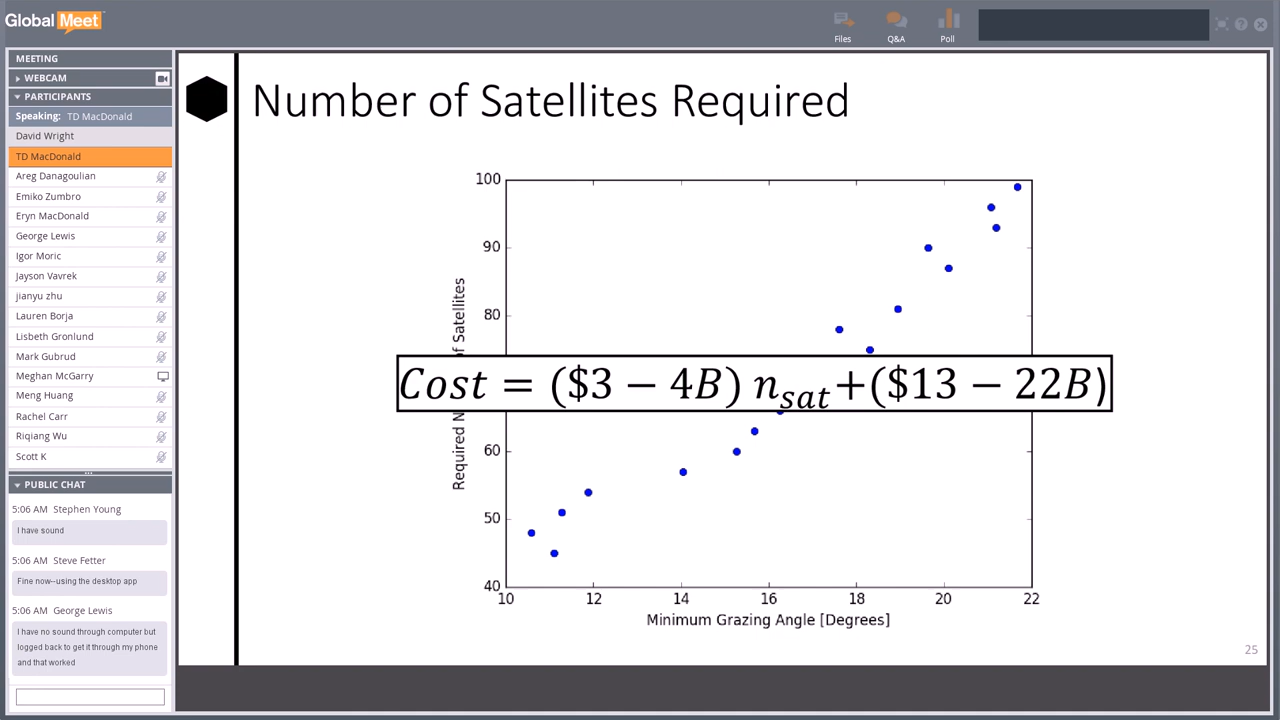 Global Meet
Files
Q&A
Poll
MEETING
WEBCAM
PARTICIPANTS
Speaking: TD MacDonald
David Wright
TD MacDonald
Areg Danagoulian
Emiko Zumbro
Eryn MacDonald
George Lewis
Igor Moric
Jayson Vavrek
jianyu zhu
Lauren Borja
Lisbeth Gronlund
Mark Gubrud
Meghan McGarry
Meng Huang
Rachel Carr
Riqiang Wu
Scott K
PUBLIC CHAT
5:06 AM Stephen Young
I have sound
5:06 AM Steve Fetter
Fine now--using the desktop app
5:06 AM George Lewis
I have no sound through computer but
logged back to get it through my phone
and that worked
Number of Satellites Required
100
90
80
60
50
40
10 12 14 16 18 20 22
Required N
of Satellites
Cost = ($3 − 4B) n_sat+($13 − 22B)
Minimum Grazing Angle [Degrees]
25